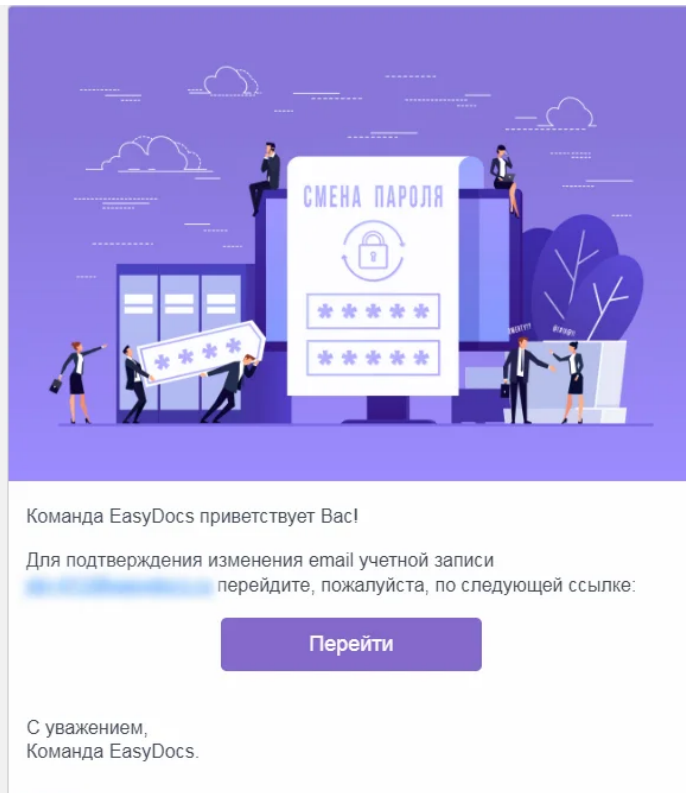 СМЕНА ПАРОЛЯ
* * * * *
* * * * *
* * * *
Команда EasyDocs приветствует Вас!
Для подтверждения изменения email учетной записи
перейдите, пожалуйста, по следующей ссылке:
Перейти
С уважением,
Команда EasyDocs.